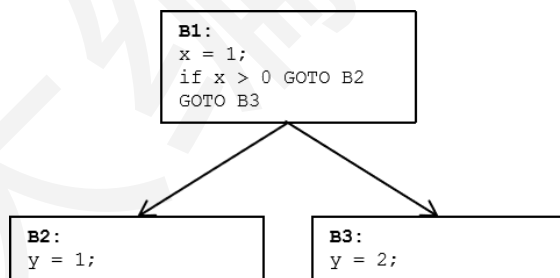 B1:
x = 1;
if x > 0 GOTO B2
GOTO B3
B2:
y = 1;
B3:
y = 2;